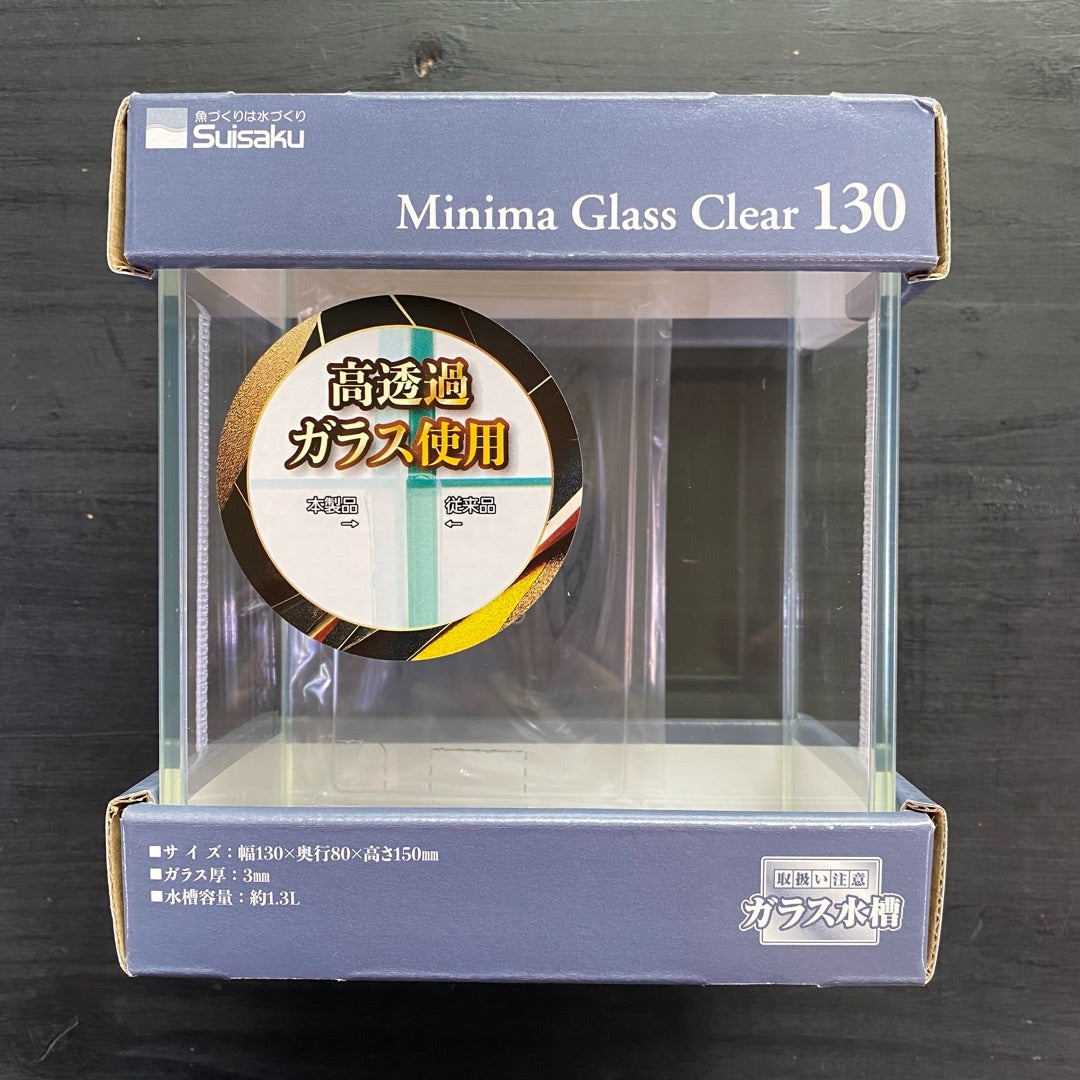 魚づくりは水づくり
Suisaku
Minima Glass Clear 130
高透過
ガラス使用
本製品 従来品
→ ←
■サイズ：幅130×奥行80×高さ150㎜
■ガラス厚：3㎜
■水槽容量：約1.3L
取扱い注意
ガラス水槽